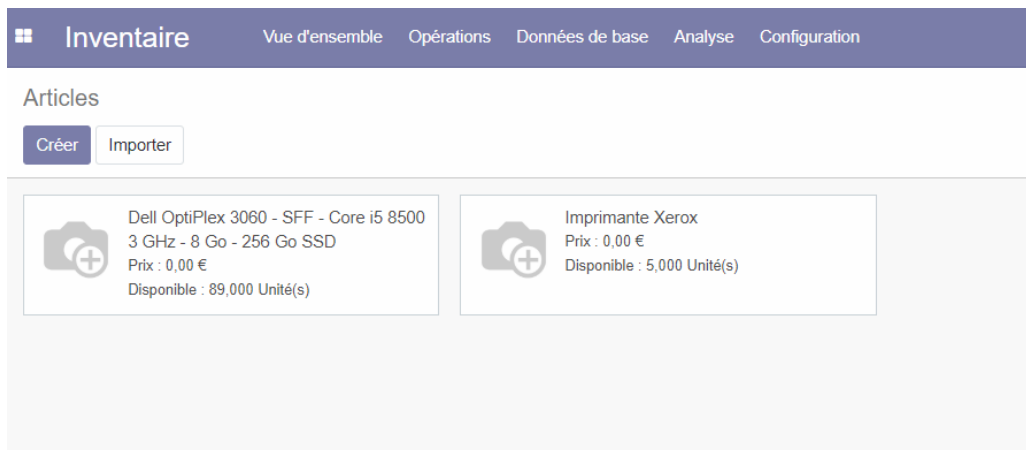 Inventaire Vue d'ensemble Opérations Données de base Analyse Configuration
Articles
Créer Importer
Dell OptiPlex 3060 - SFF - Core i5 8500
3 GHz - 8 Go - 256 Go SSD
Prix : 0,00 €
Disponible : 89,000 Unité(s)
Imprimante Xerox
Prix : 0,00 €
Disponible : 5,000 Unité(s)